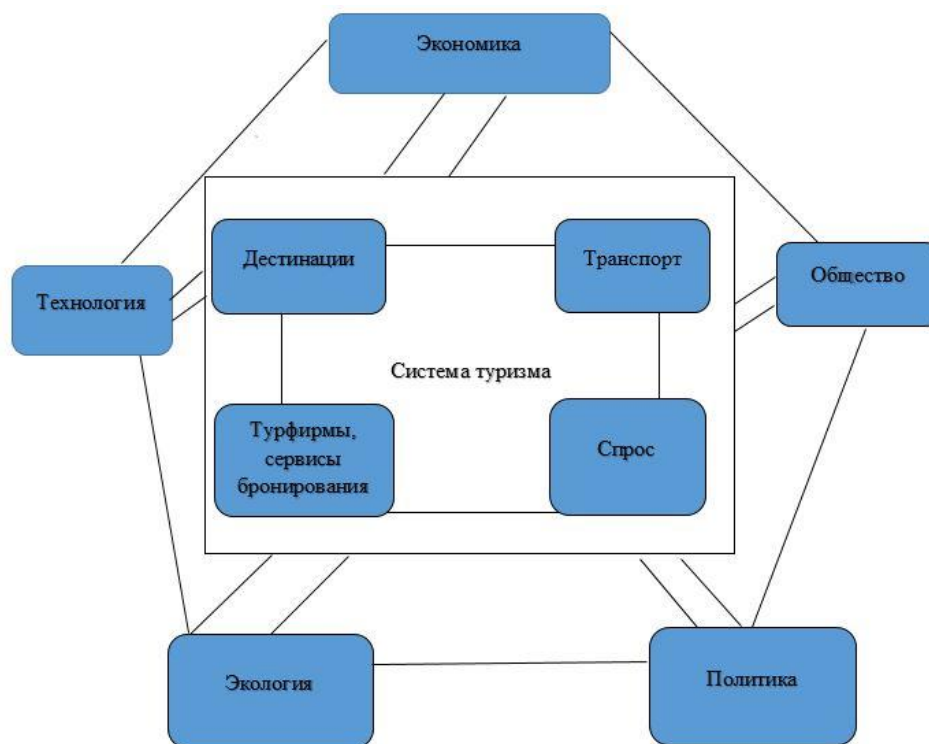 Экономика
Дестинации
Транспорт
Технология
Общество
Система туризма
Турфирмы,
сервисы
бронирования
Спрос
Экология
Политика